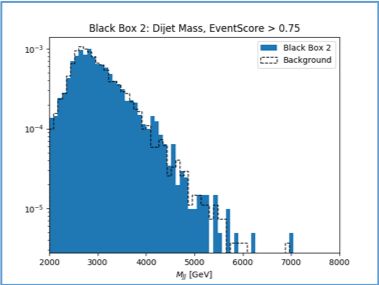 Black Box 2: Dijet Mass, EventScore > 0.75
Black Box 2
Background
10⁻³
10⁻⁴
10⁻⁵
2000 3000 4000 5000 6000 7000 8000
Mjj [GeV]